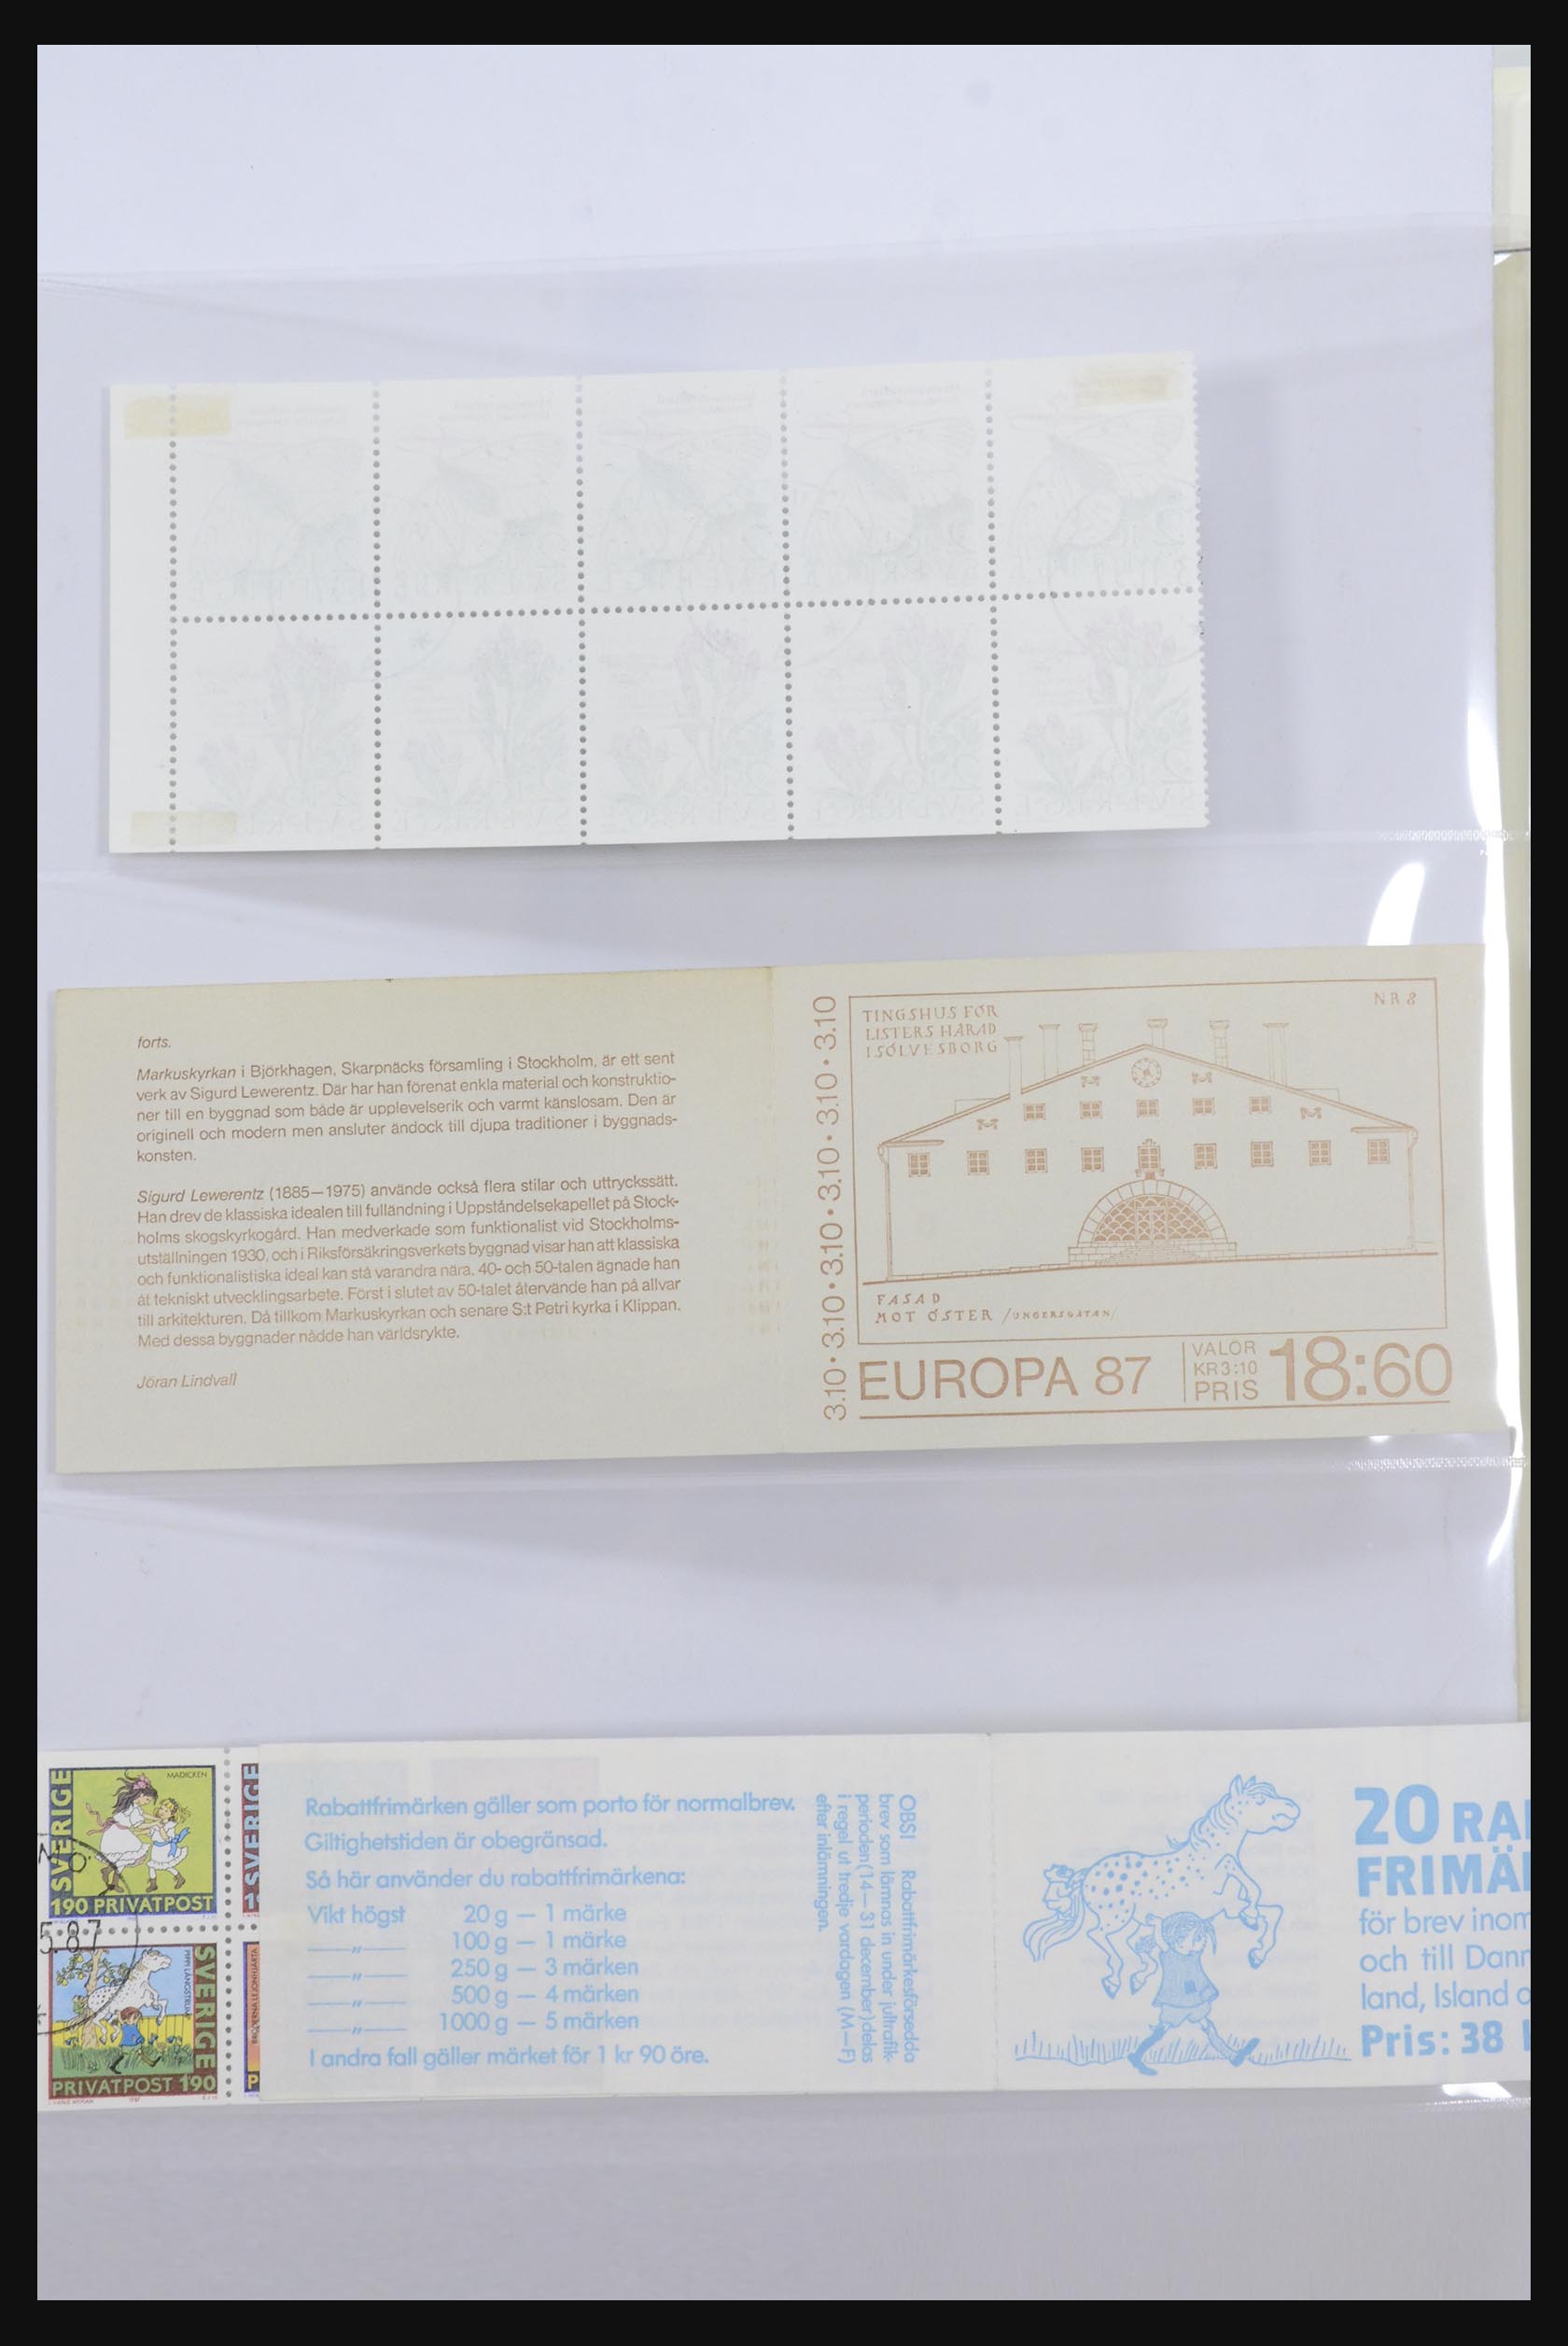 forts.
Markuskyrkan i Björkhagen, Skarpnäcks församling i Stockholm, är ett sent
verk av Sigurd Lewerentz. Där har han förenat enkla material och konstruktio-
ner till en byggnad som både är upplevelserik och varmt känslosam. Den är
originell och modern men ansluter ändock till djupa traditioner i byggnads-
konsten.
Sigurd Lewerentz (1885—1975) använde också flera stilar och uttryckssätt.
Han drev de klassiska idealen till fulländning i Uppståndelsekapellet på Stock-
holms skogskyrkogård. Han medverkade som funktionalist vid Stockholms-
utställningen 1930, och i Riksförsäkringsverkets byggnad visar han att klassiska
och funktionalistiska ideal kan stå varandra nära. 40- och 50-talen ägnade han
åt tekniskt utvecklingsarbete. Först i slutet av 50-talet återvände han på allvar
till arkitekturen. Då tillkom Markuskyrkan och senare S:t Petri kyrka i Klippan.
Med dessa byggnader nådde han världsrykte.
Jöran Lindvall
3.10 • 3.10 • 3.10 • 3.10 • 3.10 • 3.10 • 3.10
TINGSHUS FÖR
LISTERS HÄRAD
I SÖLVESBORG
NR 8
FASAD
MOT ÖSTER /UNGERSGATAN/
EUROPA 87
VALÖR
KR 3:10
PRIS
18:60
SVERIGE
MADICKEN
190 PRIVATPOST
SVERIGE
5.87
PIPPI LÅNGSTRUMP
SVERIGE
PRIVATPOST 190
BRÖDERNA LEJONHJÄRTA
Rabattfrimärken gäller som porto för normalbrev.
Giltighetstiden är obegränsad.
Så här använder du rabattfrimärkena:
Vikt högst 20 g — 1 märke
—„— 100 g — 1 märke
—„— 250 g — 3 märken
—„— 500 g — 4 märken
—„— 1000 g — 5 märken
I andra fall gäller märket för 1 kr 90 öre.
OBS! Rabattfrimärkesförsedda
brev som lämnas in under jultrafik-
perioden (14—31 december) delas
i regel ut tredje vardagen (M—F)
efter inlämningen.
20 RA
FRIMÄ
för brev inom
och till Dann
land, Island o
Pris: 38